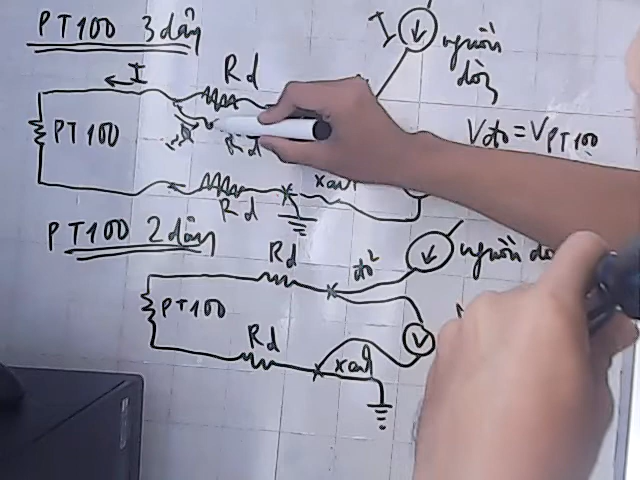 PT100 3 dây
I
I
nguồn
dòng
Rd
PT100
Rd
Vđo = VPT100
Rd
xanh
PT100 2 dây
Rd
đỏ
nguồn
PT100
V
Rd
xanh